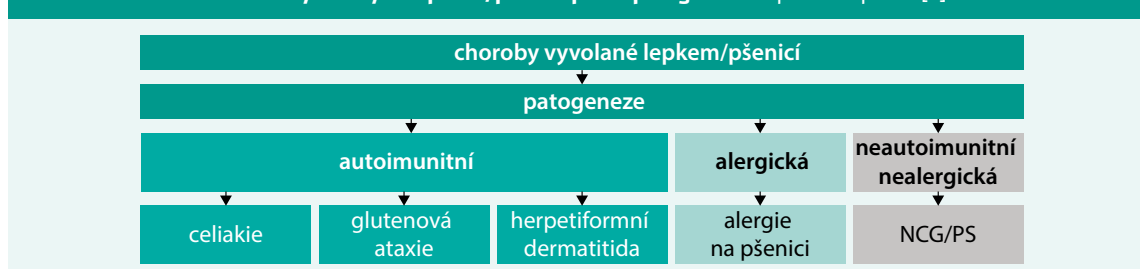 choroby vyvolané lepkem/pšenicí
patogeneze
autoimunitní
alergická
neautoimunitní
nealergická
celiakie
glutenová
ataxie
herpetiformní
dermatitida
alergie
na pšenici
NCG/PS